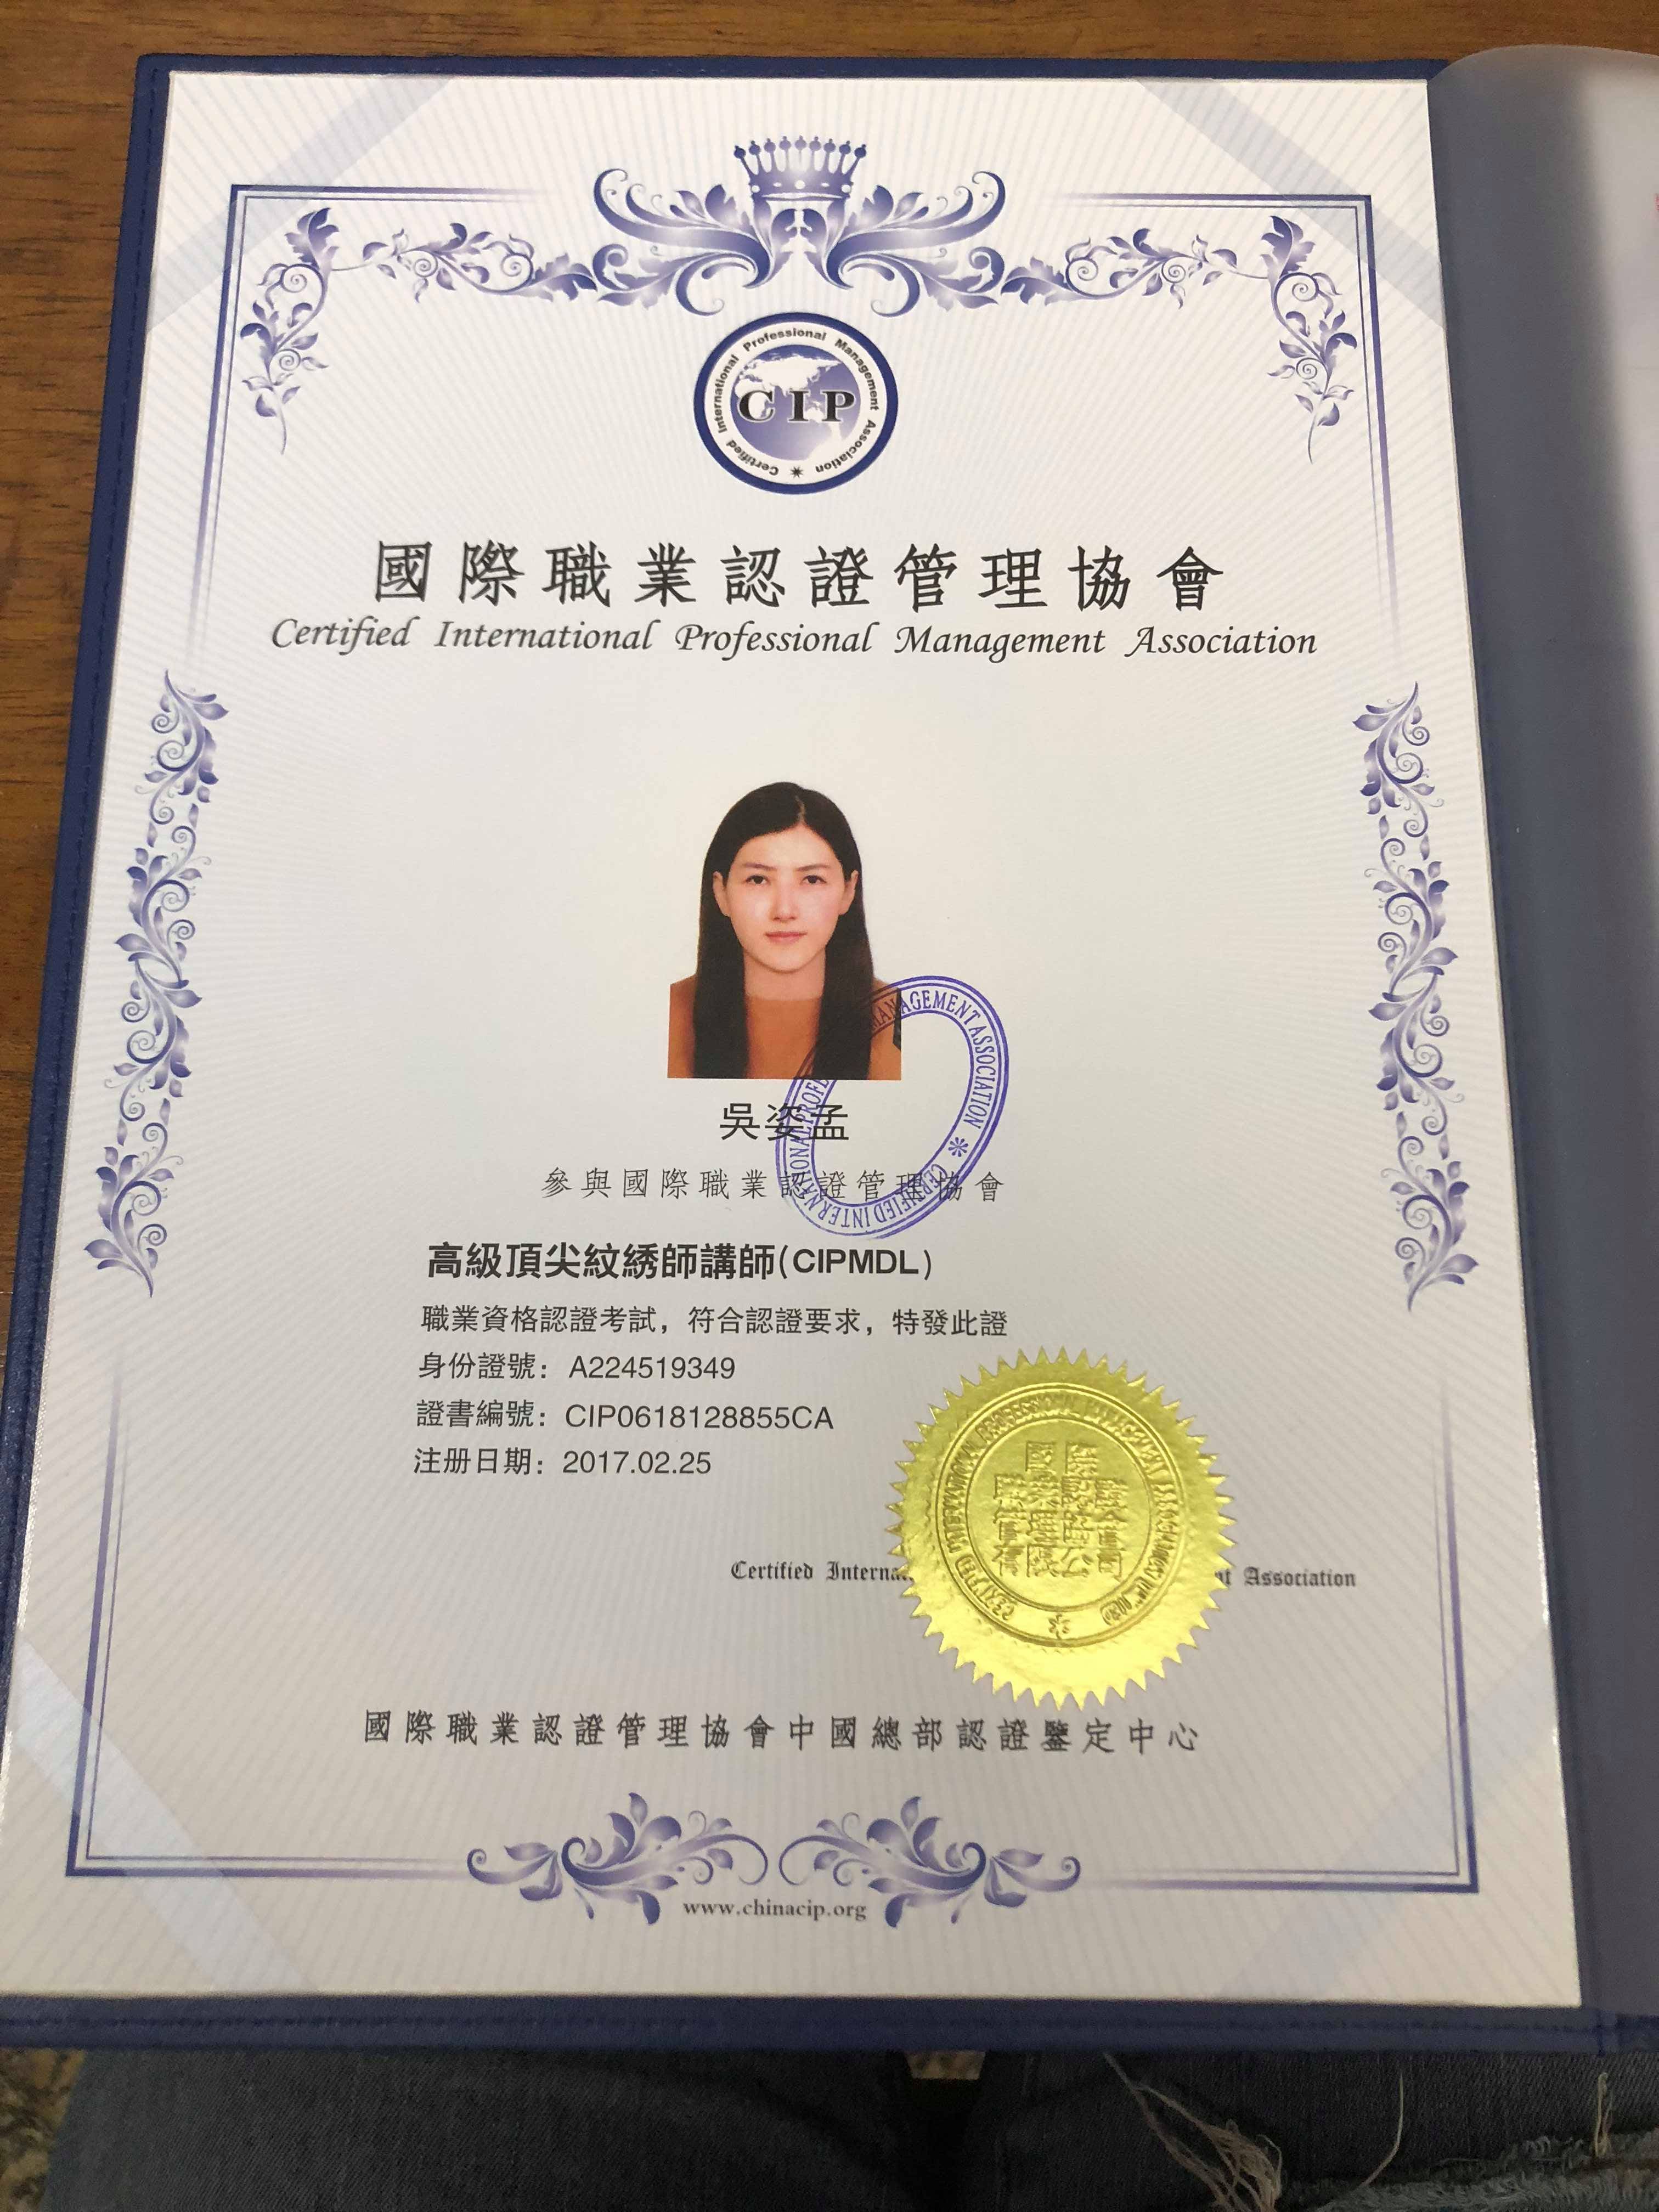 Certified International Professional Management Association
CIP
國際職業認證管理協會
Certified International Professional Management Association
吳姿孟
參與國際職業認證管理協會
高級頂尖紋綉師講師(CIPMDL)
職業資格認證考試，符合認證要求，特發此證
身份證號：A224519349
證書編號：CIP0618128855CA
注册日期：2017.02.25
MANAGEMENT ASSOCIATION * CERTIFIED INTERNATIONAL PROFE
Certified Interna
t Association
國際
職業認證
管理
有限公司
國際職業認證管理協會中國總部認證鑒定中心
www.chinacip.org